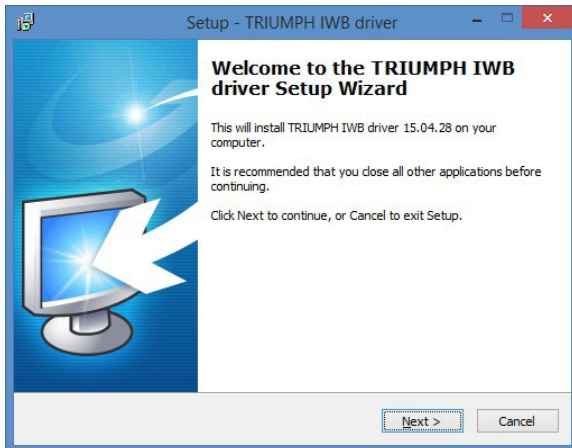 Setup - TRIUMPH IWB driver
Welcome to the TRIUMPH IWB
driver Setup Wizard
This will install TRIUMPH IWB driver 15.04.28 on your
computer.
It is recommended that you close all other applications before
continuing.
Click Next to continue, or Cancel to exit Setup.
Next >
Cancel